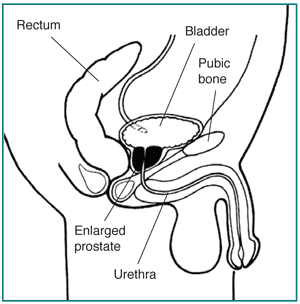 Rectum
Bladder
Pubic
bone
Enlarged
prostate
Urethra